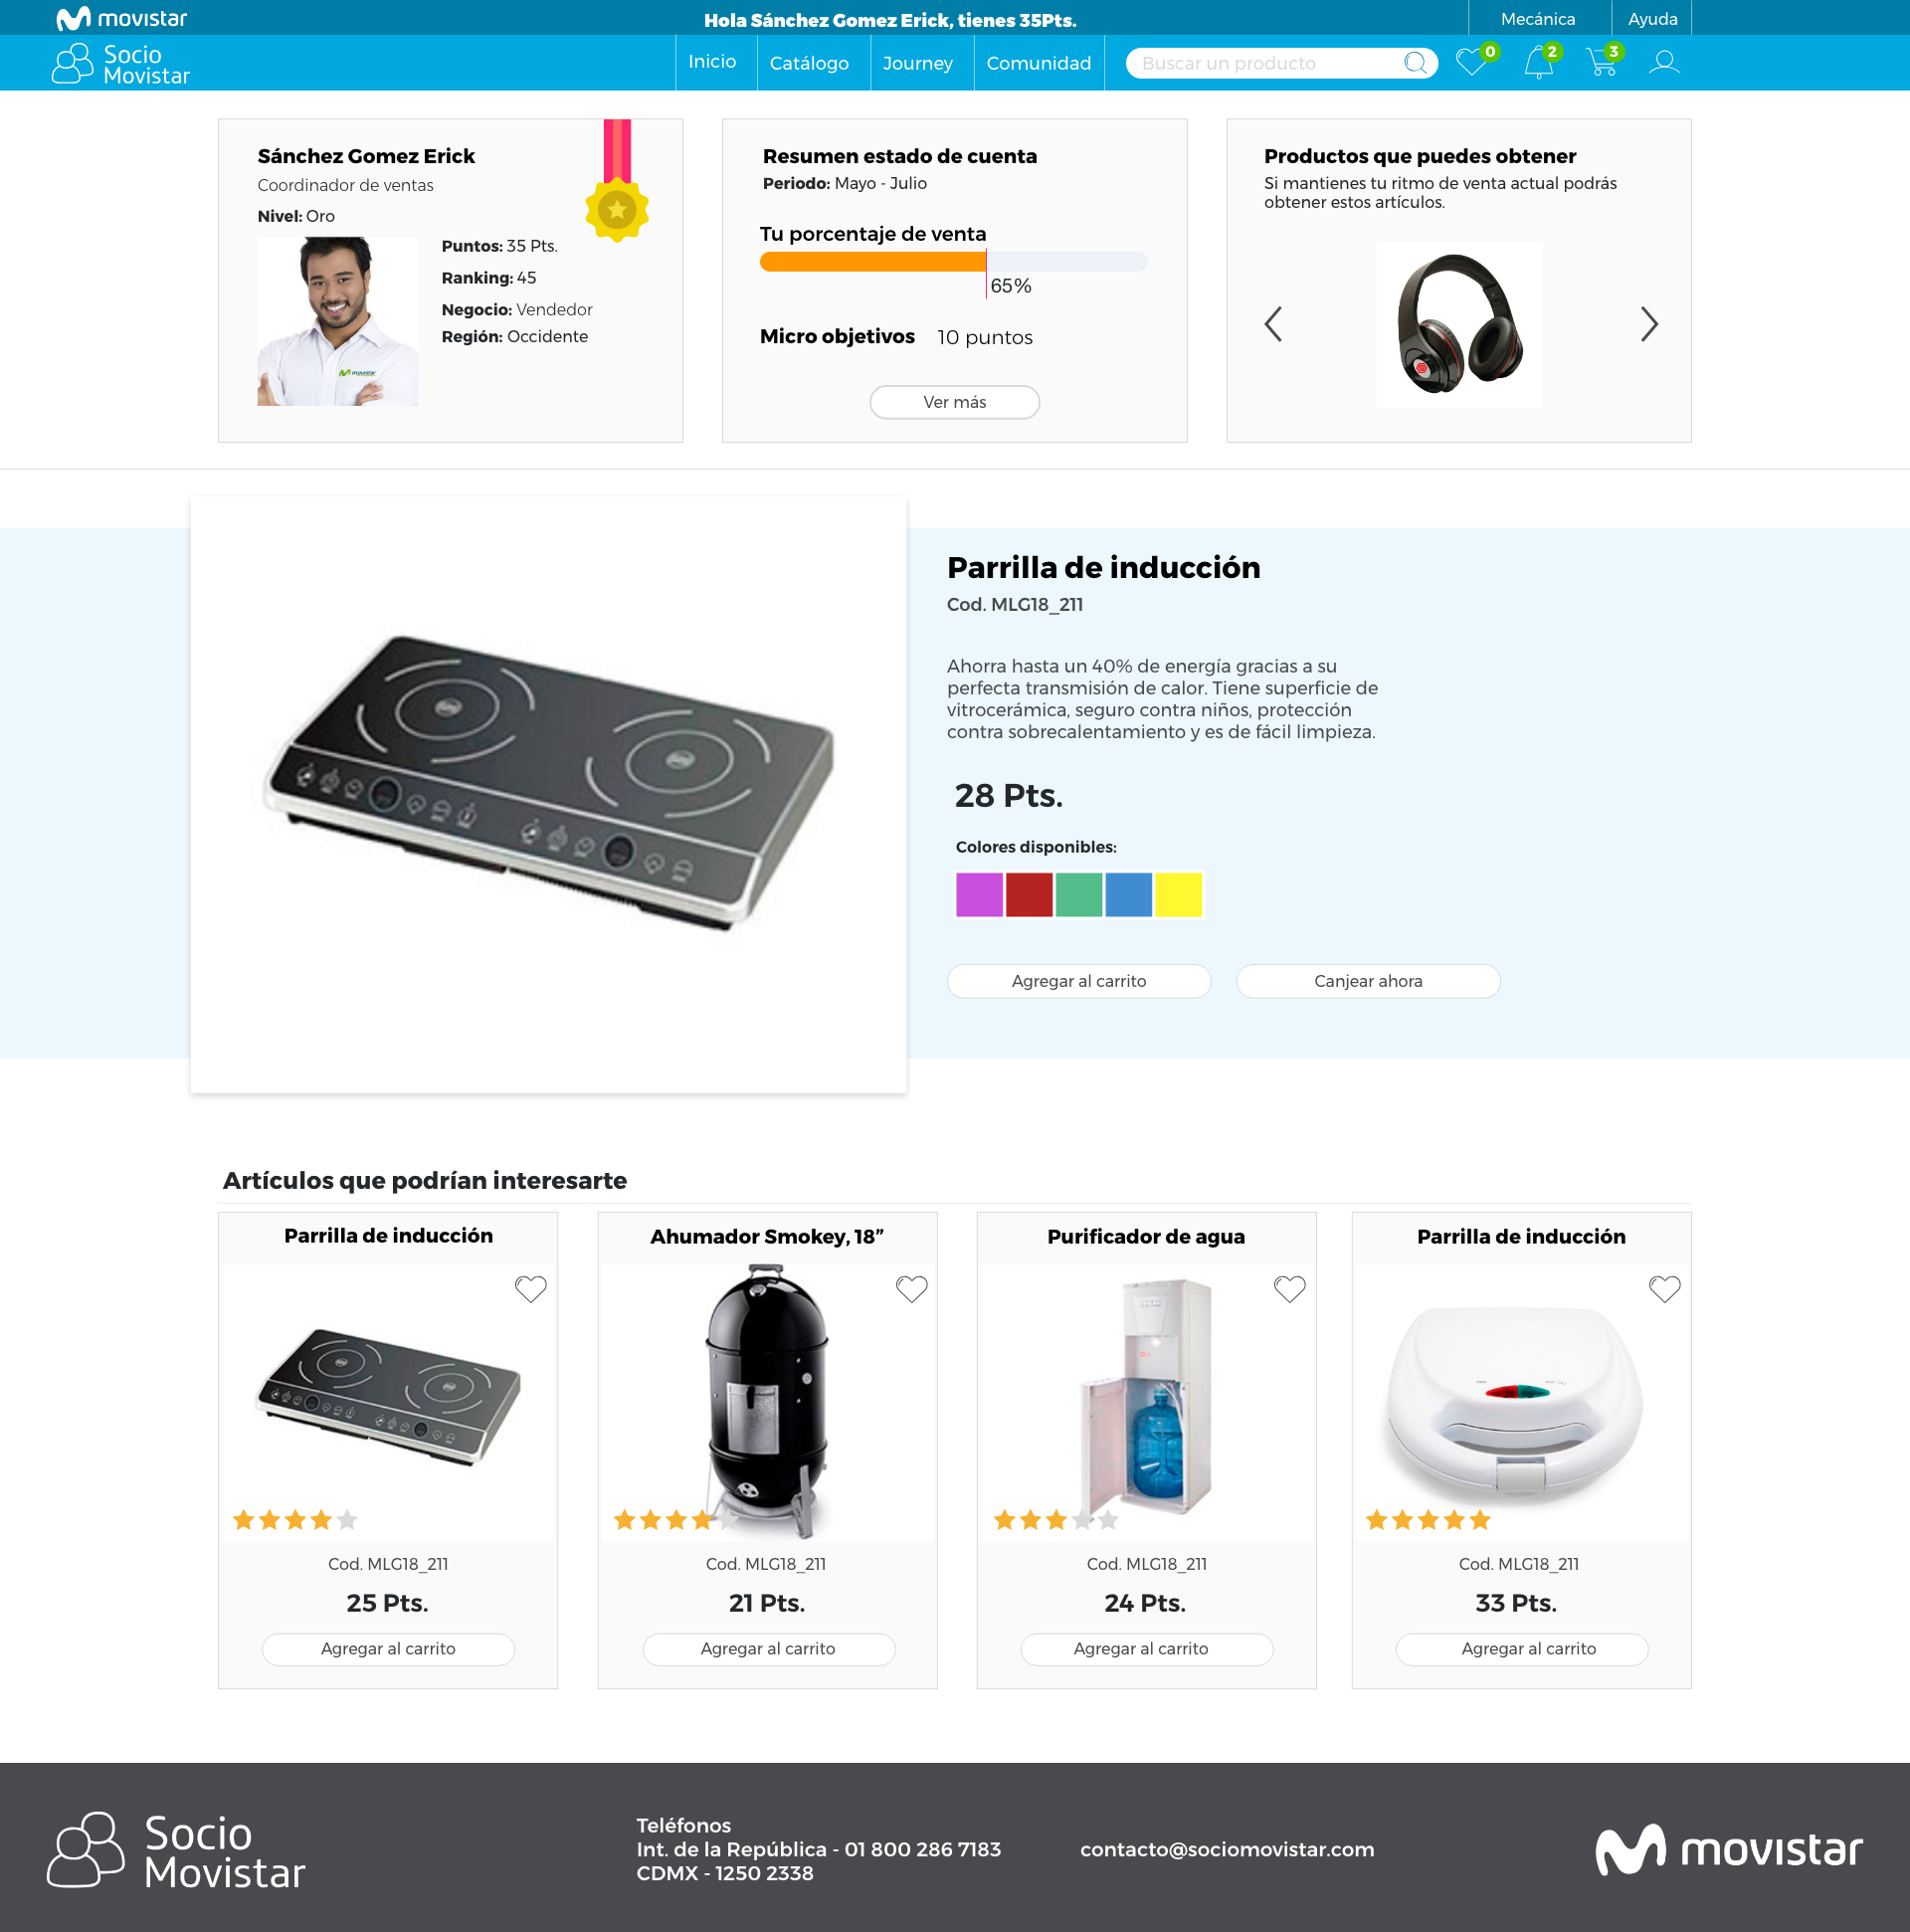 movistar
Hola Sánchez Gomez Erick, tienes 35Pts.
Mecánica
Ayuda
Socio
Movistar
Inicio
Catálogo
Journey
Comunidad
Buscar un producto
0
2
3
Sánchez Gomez Erick
Coordinador de ventas
Nivel: Oro
Puntos: 35 Pts.
Ranking: 45
Negocio: Vendedor
Región: Occidente
movistar
Resumen estado de cuenta
Periodo: Mayo - Julio
Tu porcentaje de venta
65%
Micro objetivos 10 puntos
Ver más
Productos que puedes obtener
Si mantienes tu ritmo de venta actual podrás
obtener estos artículos.
Parrilla de inducción
Cod. MLG18_211
Ahorra hasta un 40% de energía gracias a su
perfecta transmisión de calor. Tiene superficie de
vitrocerámica, seguro contra niños, protección
contra sobrecalentamiento y es de fácil limpieza.
28 Pts.
Colores disponibles:
Agregar al carrito
Canjear ahora
Artículos que podrían interesarte
Parrilla de inducción
Cod. MLG18_211
25 Pts.
Agregar al carrito
Ahumador Smokey, 18”
Cod. MLG18_211
21 Pts.
Agregar al carrito
Purificador de agua
Cod. MLG18_211
24 Pts.
Agregar al carrito
Parrilla de inducción
Cod. MLG18_211
33 Pts.
Agregar al carrito
Socio
Movistar
Teléfonos
Int. de la República - 01 800 286 7183
CDMX - 1250 2338
contacto@sociomovistar.com
movistar